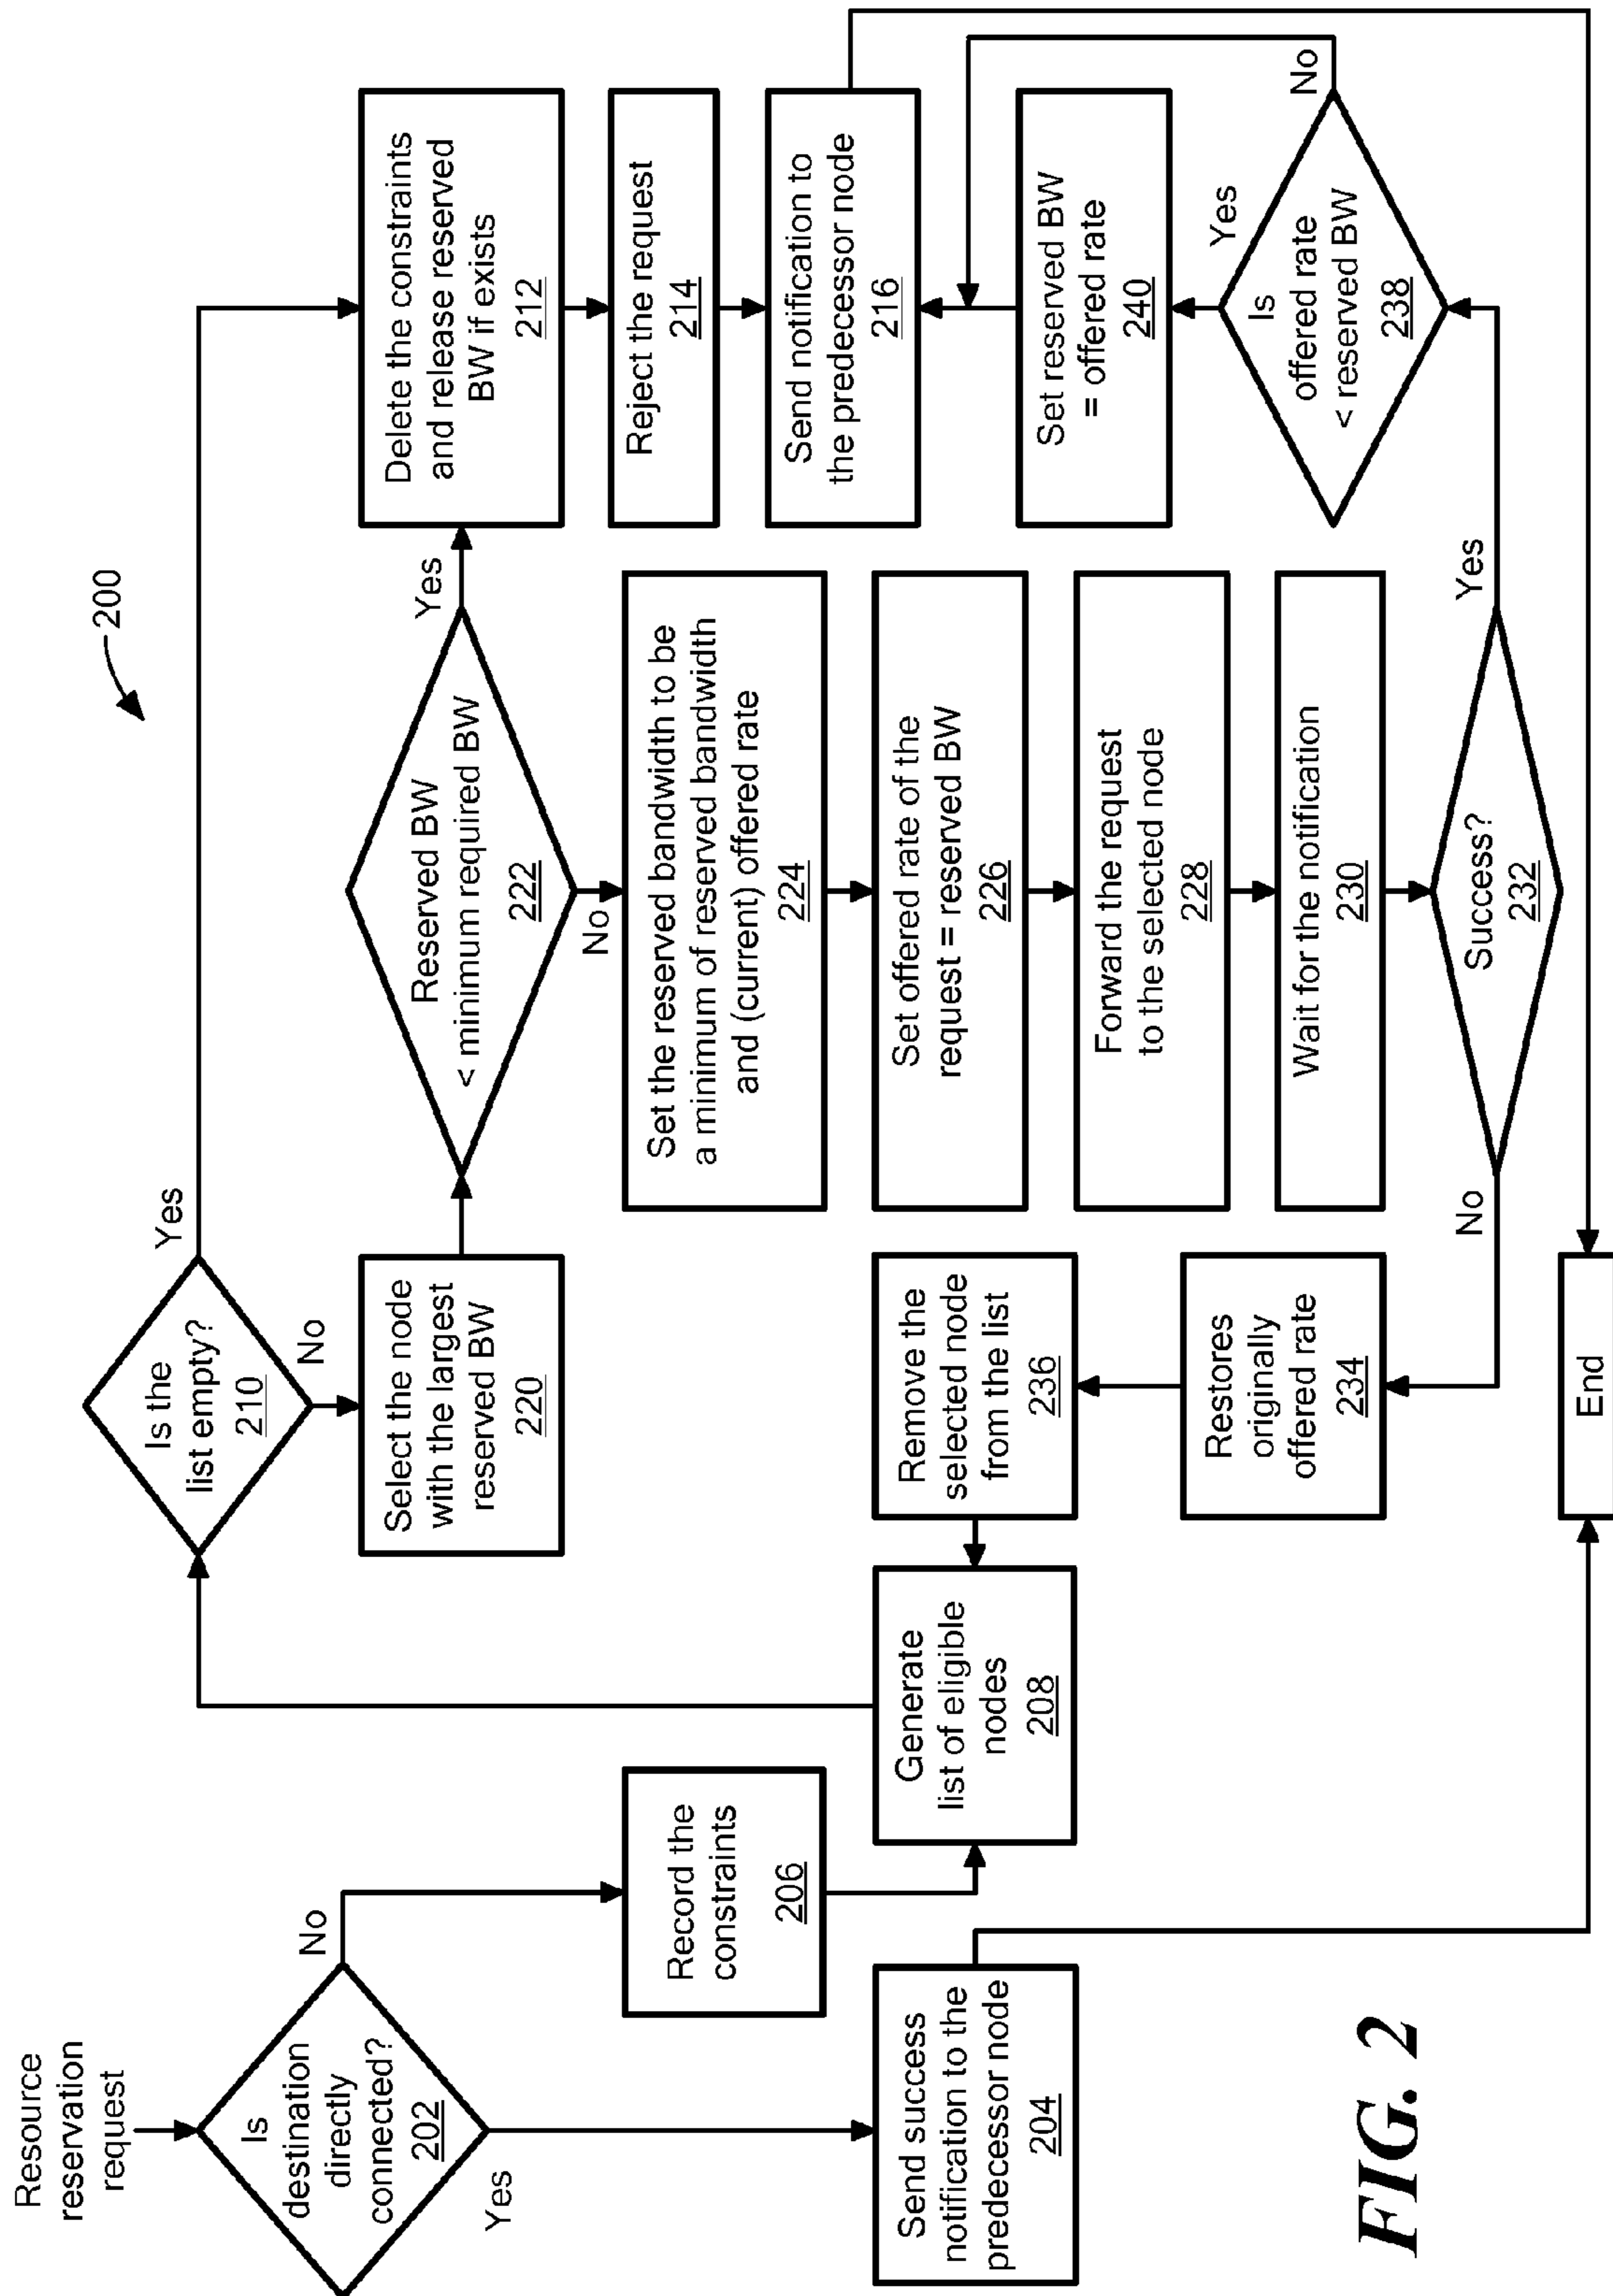 200
Resource
reservation
request
Is
destination
directly
connected?
202
Yes
No
Send success
notification to the
predecessor node
204
Record the
constraints
206
Generate
list of eligible
nodes
208
Is the
list empty?
210
Yes
No
Select the node
with the largest
reserved BW
220
Reserved BW
< minimum required BW
222
Yes
No
Delete the constraints
and release reserved
BW if exists
212
Reject the request
214
Send notification to
the predecessor node
216
Set the reserved bandwidth to be
a minimum of reserved bandwidth
and (current) offered rate
224
Set offered rate of the
request = reserved BW
226
Forward the request
to the selected node
228
Wait for the notification
230
Success?
232
No
Yes
Restores
originally
offered rate
234
Remove the
selected node
from the list
236
Is
offered rate
< reserved BW
238
Yes
No
Set reserved BW
= offered rate
240
End
FIG. 2